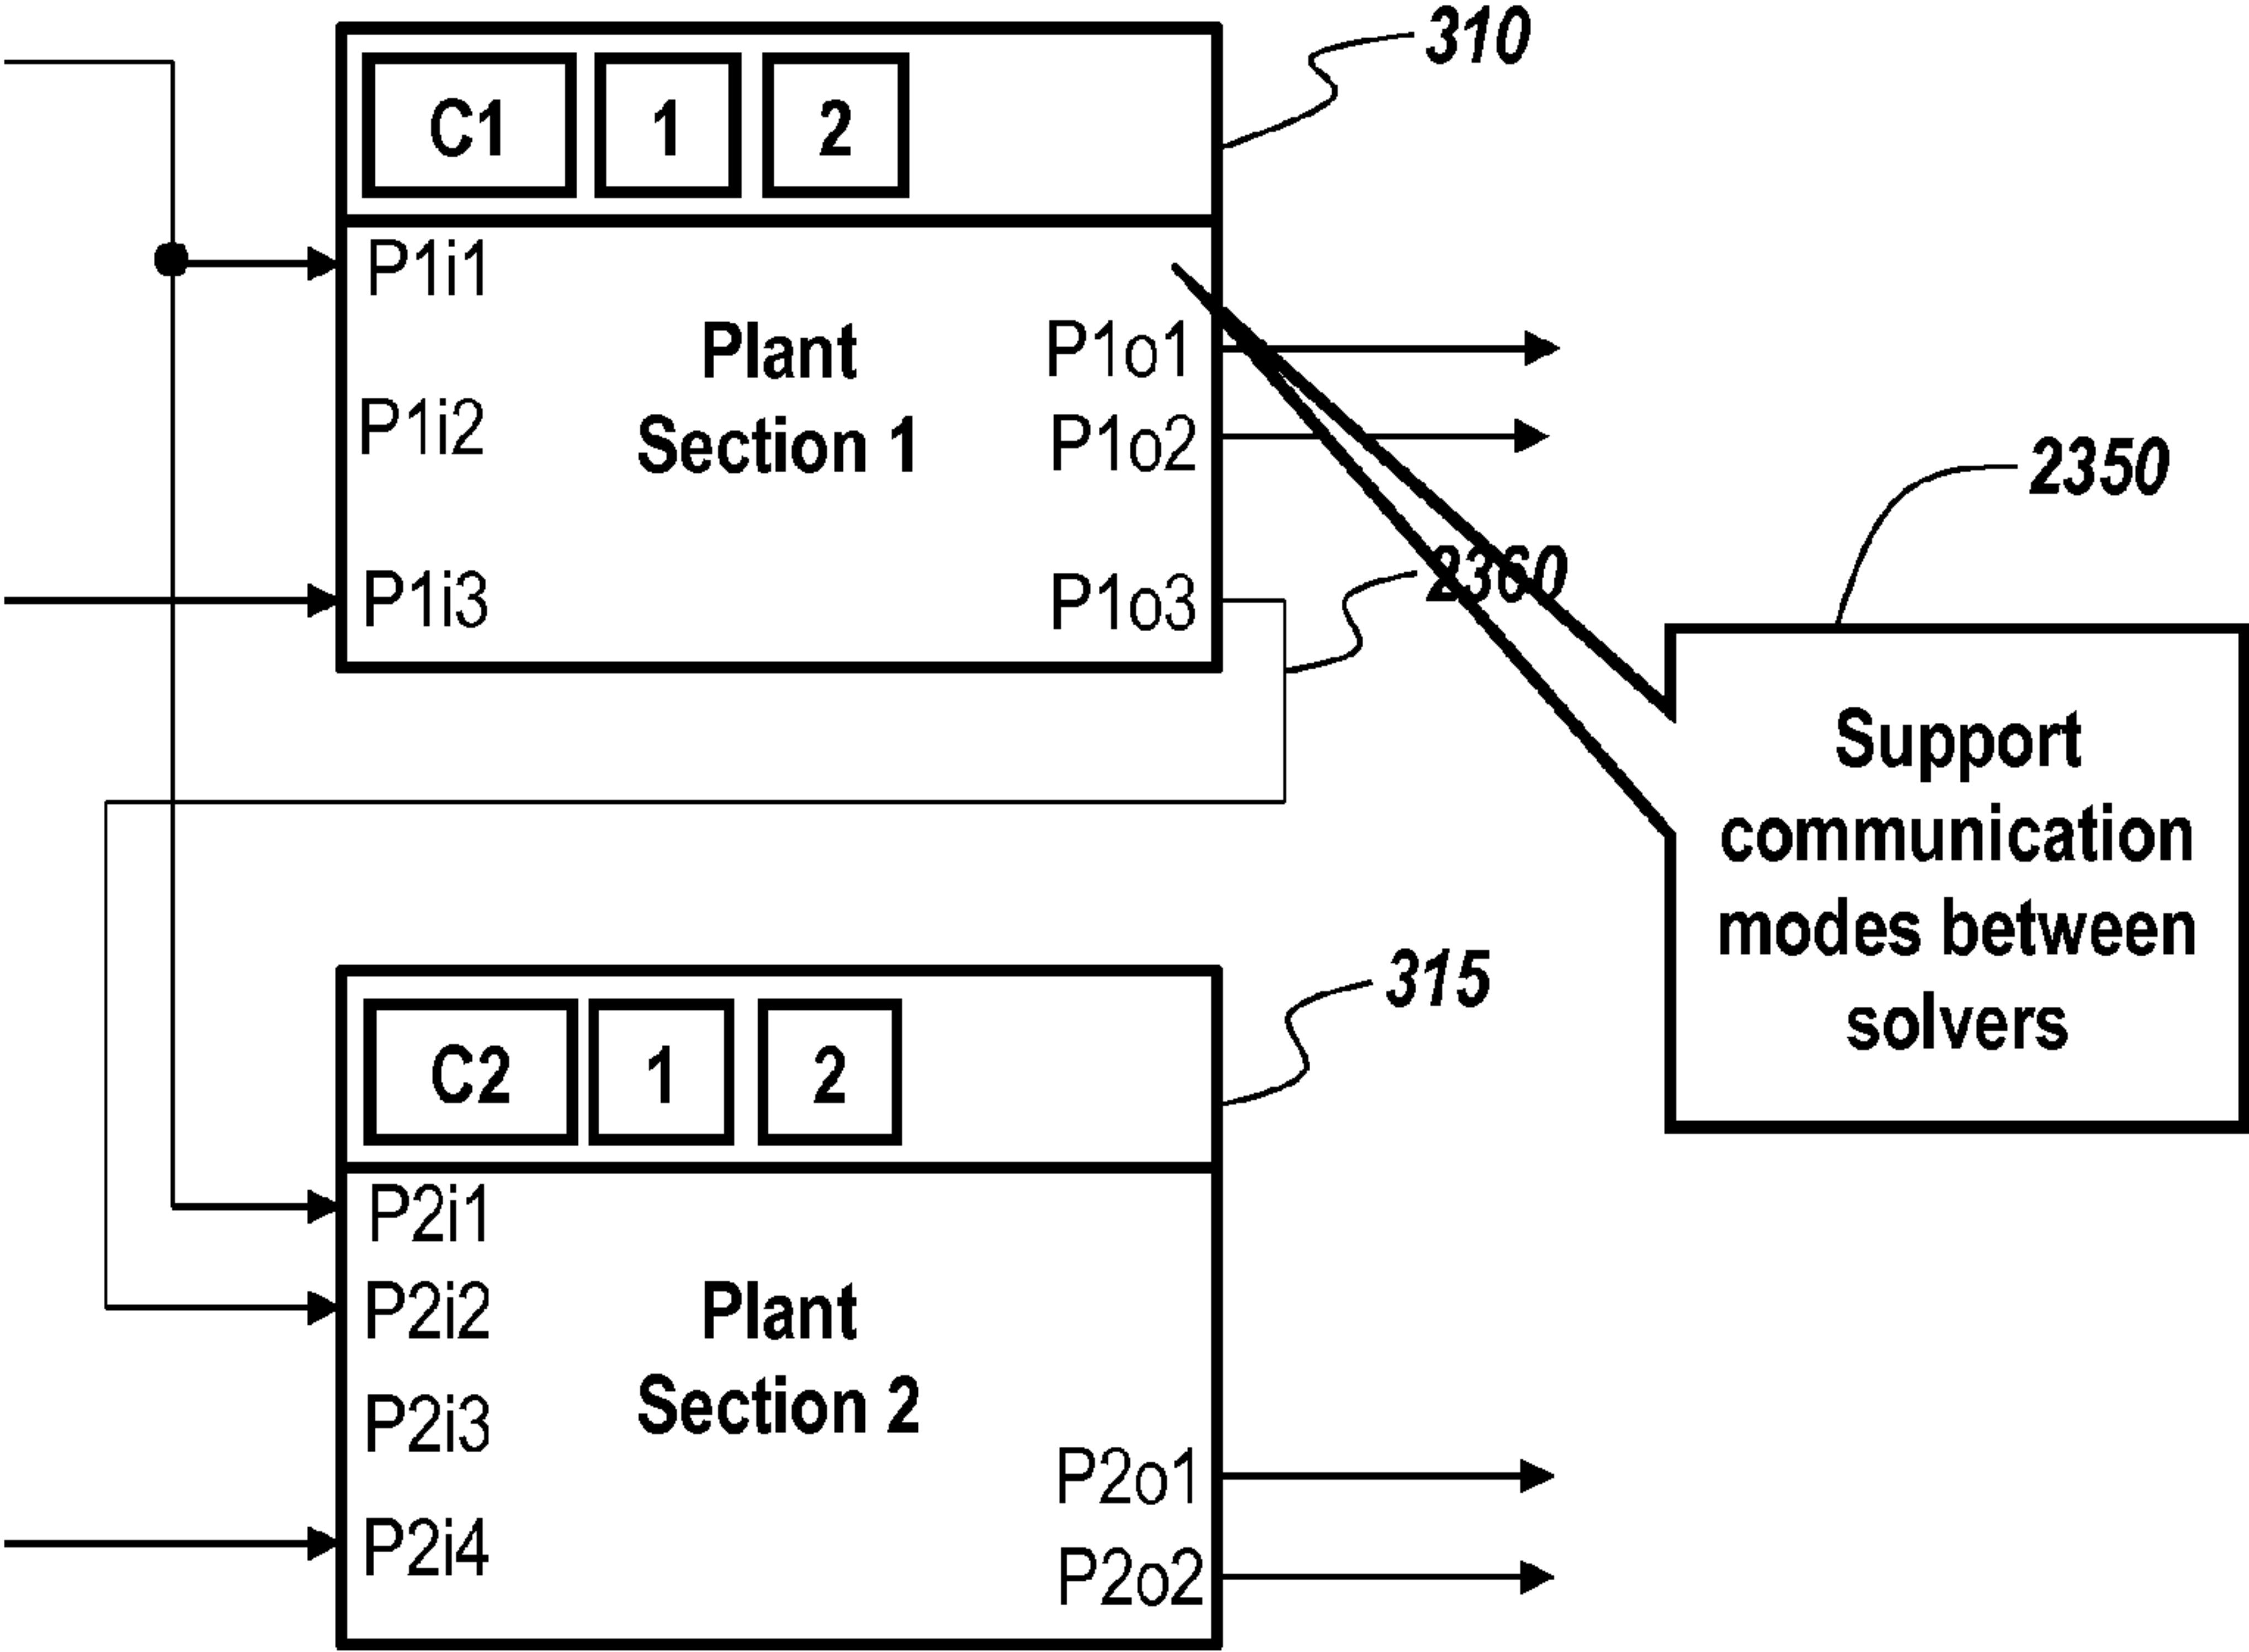 310
C1 1 2
P1i1
Plant
Section 1
P1i2
P1i3
P1o1
P1o2
P1o3
2360
2350
Support
communication
modes between
solvers
315
C2 1 2
P2i1
P2i2
P2i3
P2i4
Plant
Section 2
P2o1
P2o2